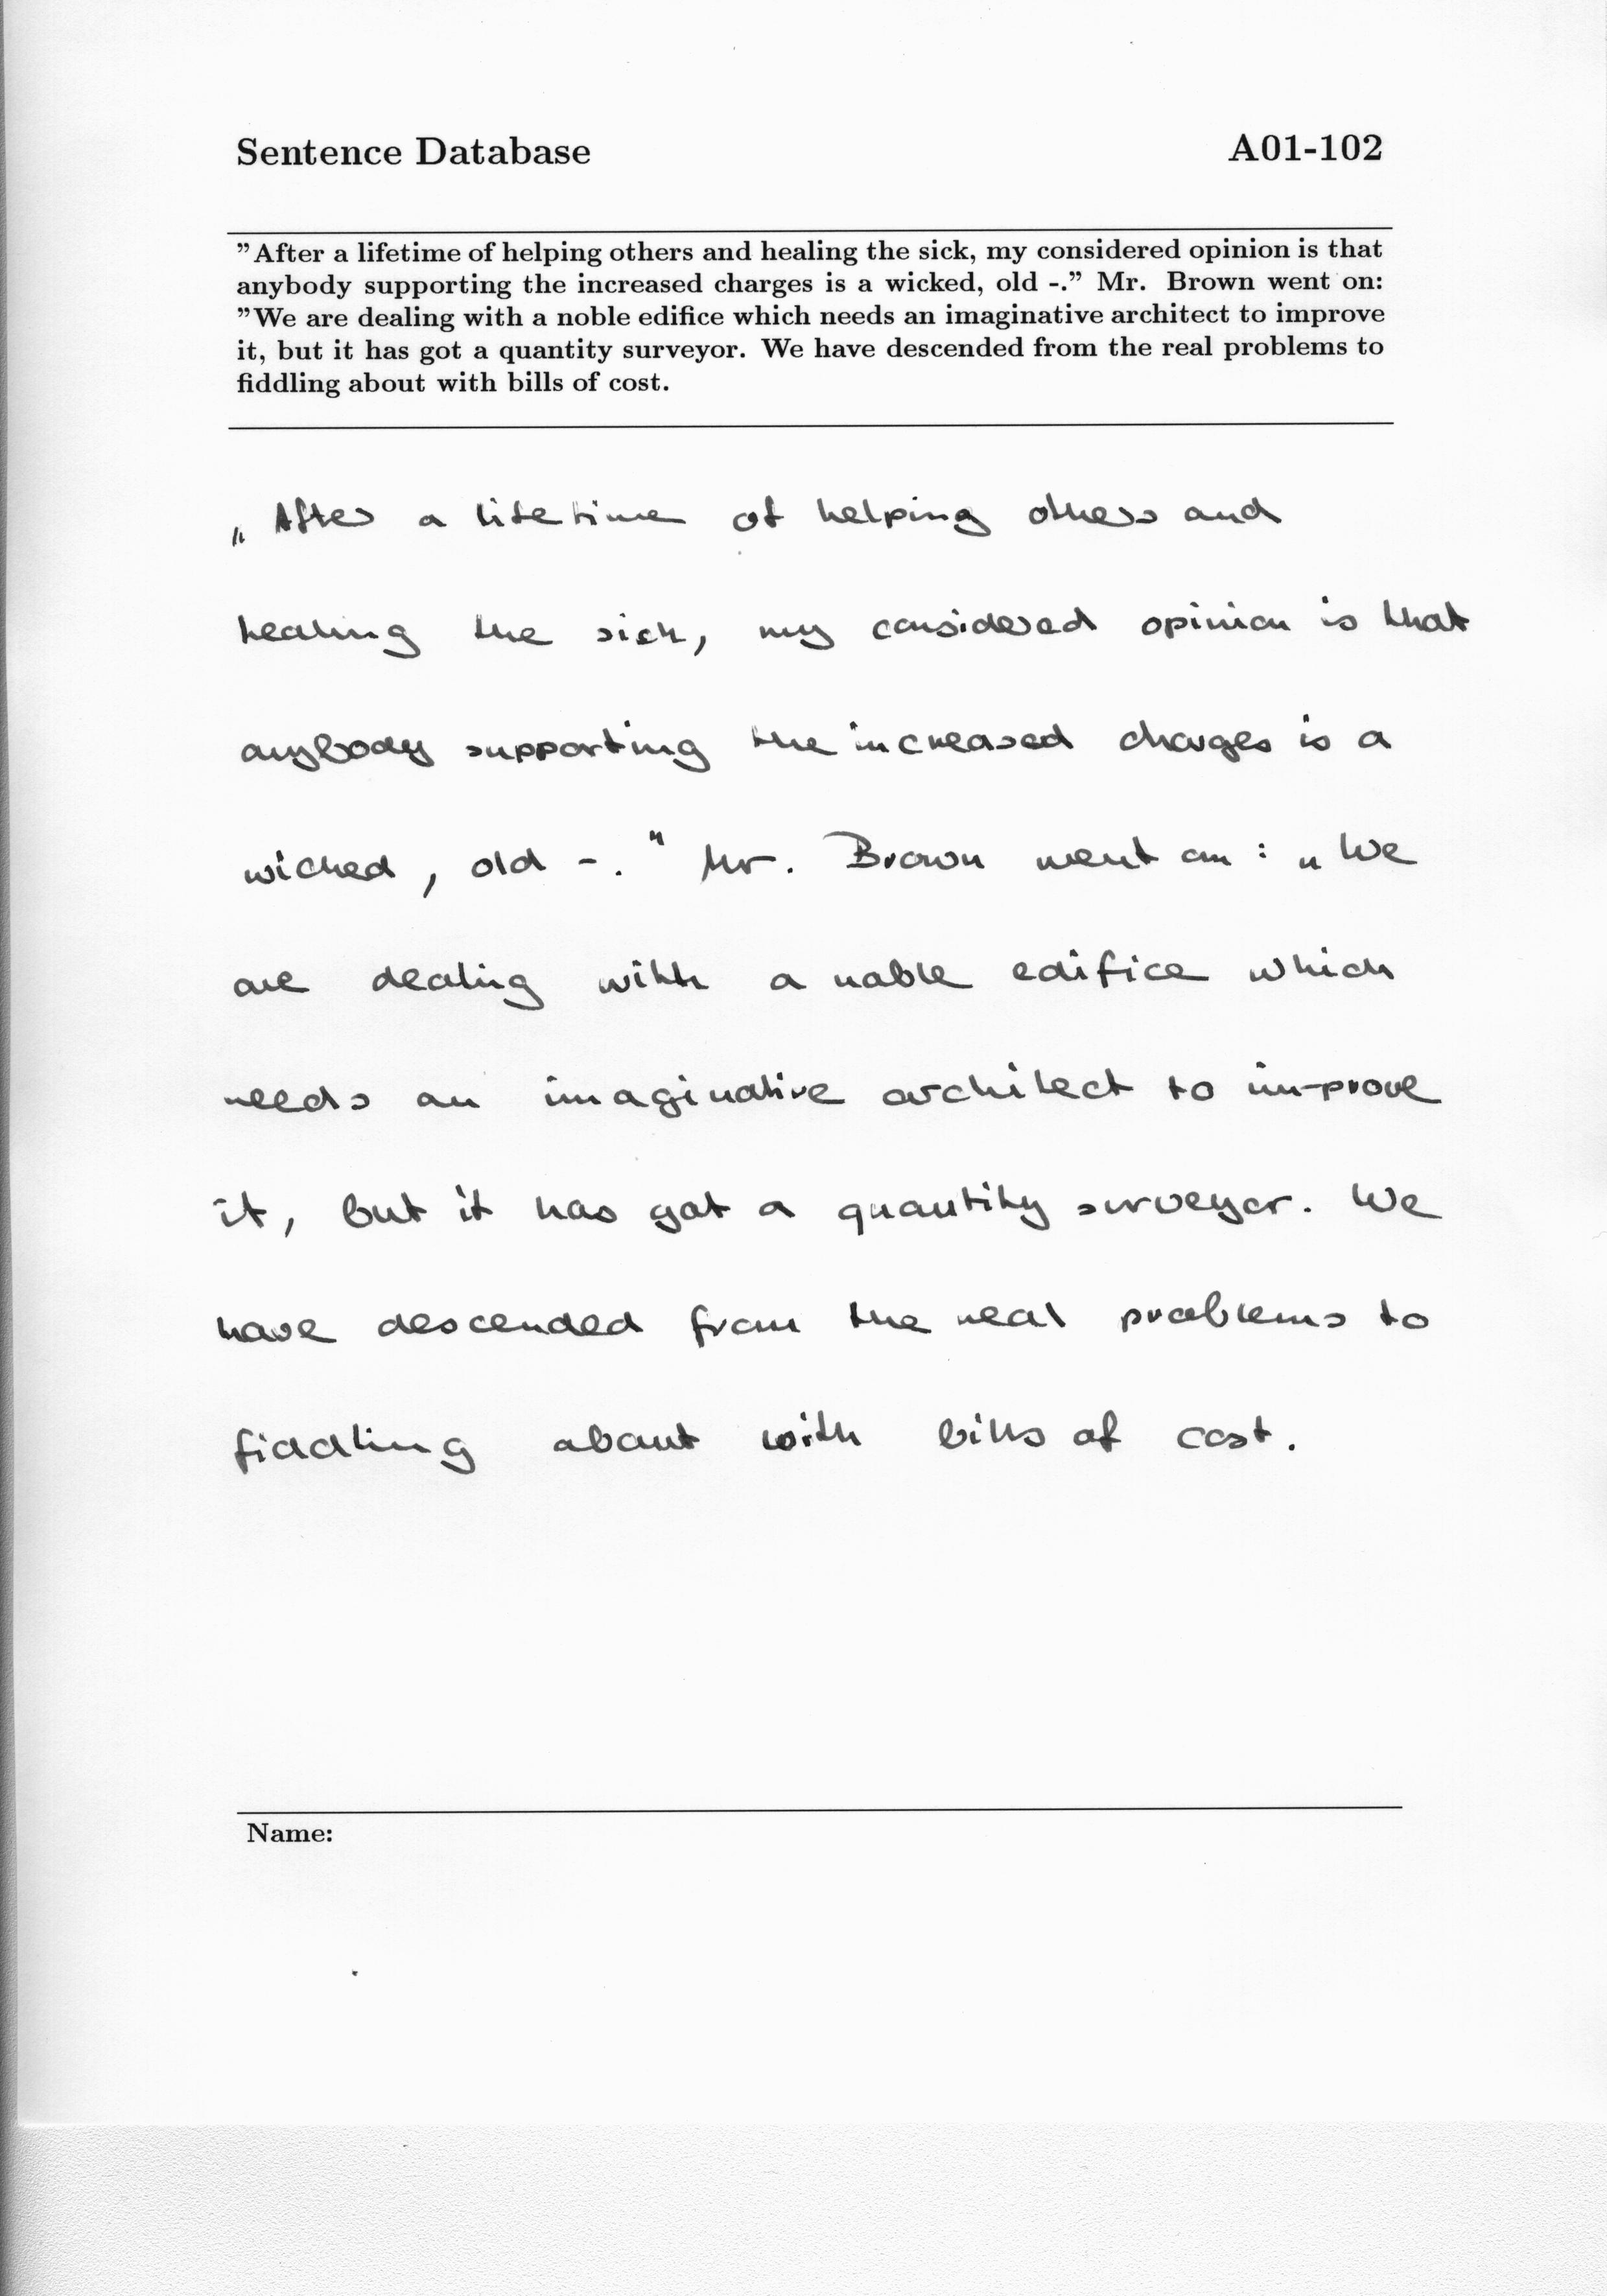 Sentence Database A01-102
”After a lifetime of helping others and healing the sick, my considered opinion is that
anybody supporting the increased charges is a wicked, old -.” Mr. Brown went on:
”We are dealing with a noble edifice which needs an imaginative architect to improve
it, but it has got a quantity surveyor. We have descended from the real problems to
fiddling about with bills of cost.
„After a lifetime of helping others and
healing the sick, my considered opinion is that
anybody supporting the increased charges is a
wicked, old -." Mr. Brown went on: „We
are dealing with a noble edifice which
needs an imaginative architect to improve
it, but it has got a quantity surveyor. We
have descended from the real problems to
fiddling about with bills of cost.
Name: